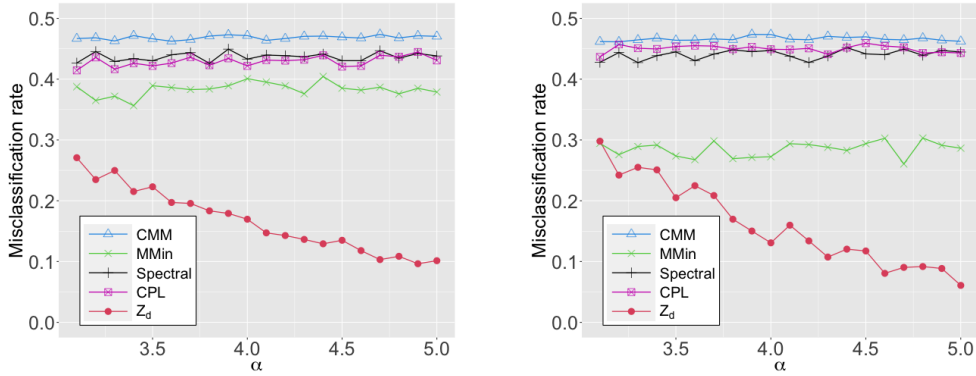 0.5
0.4
0.3
0.2
0.1
0.0
Misclassification rate
CMM
MMin
Spectral
CPL
Z_d
3.5 4.0 4.5 5.0
α
0.5
0.4
0.3
0.2
0.1
0.0
Misclassification rate
CMM
MMin
Spectral
CPL
Z_d
3.5 4.0 4.5 5.0
α